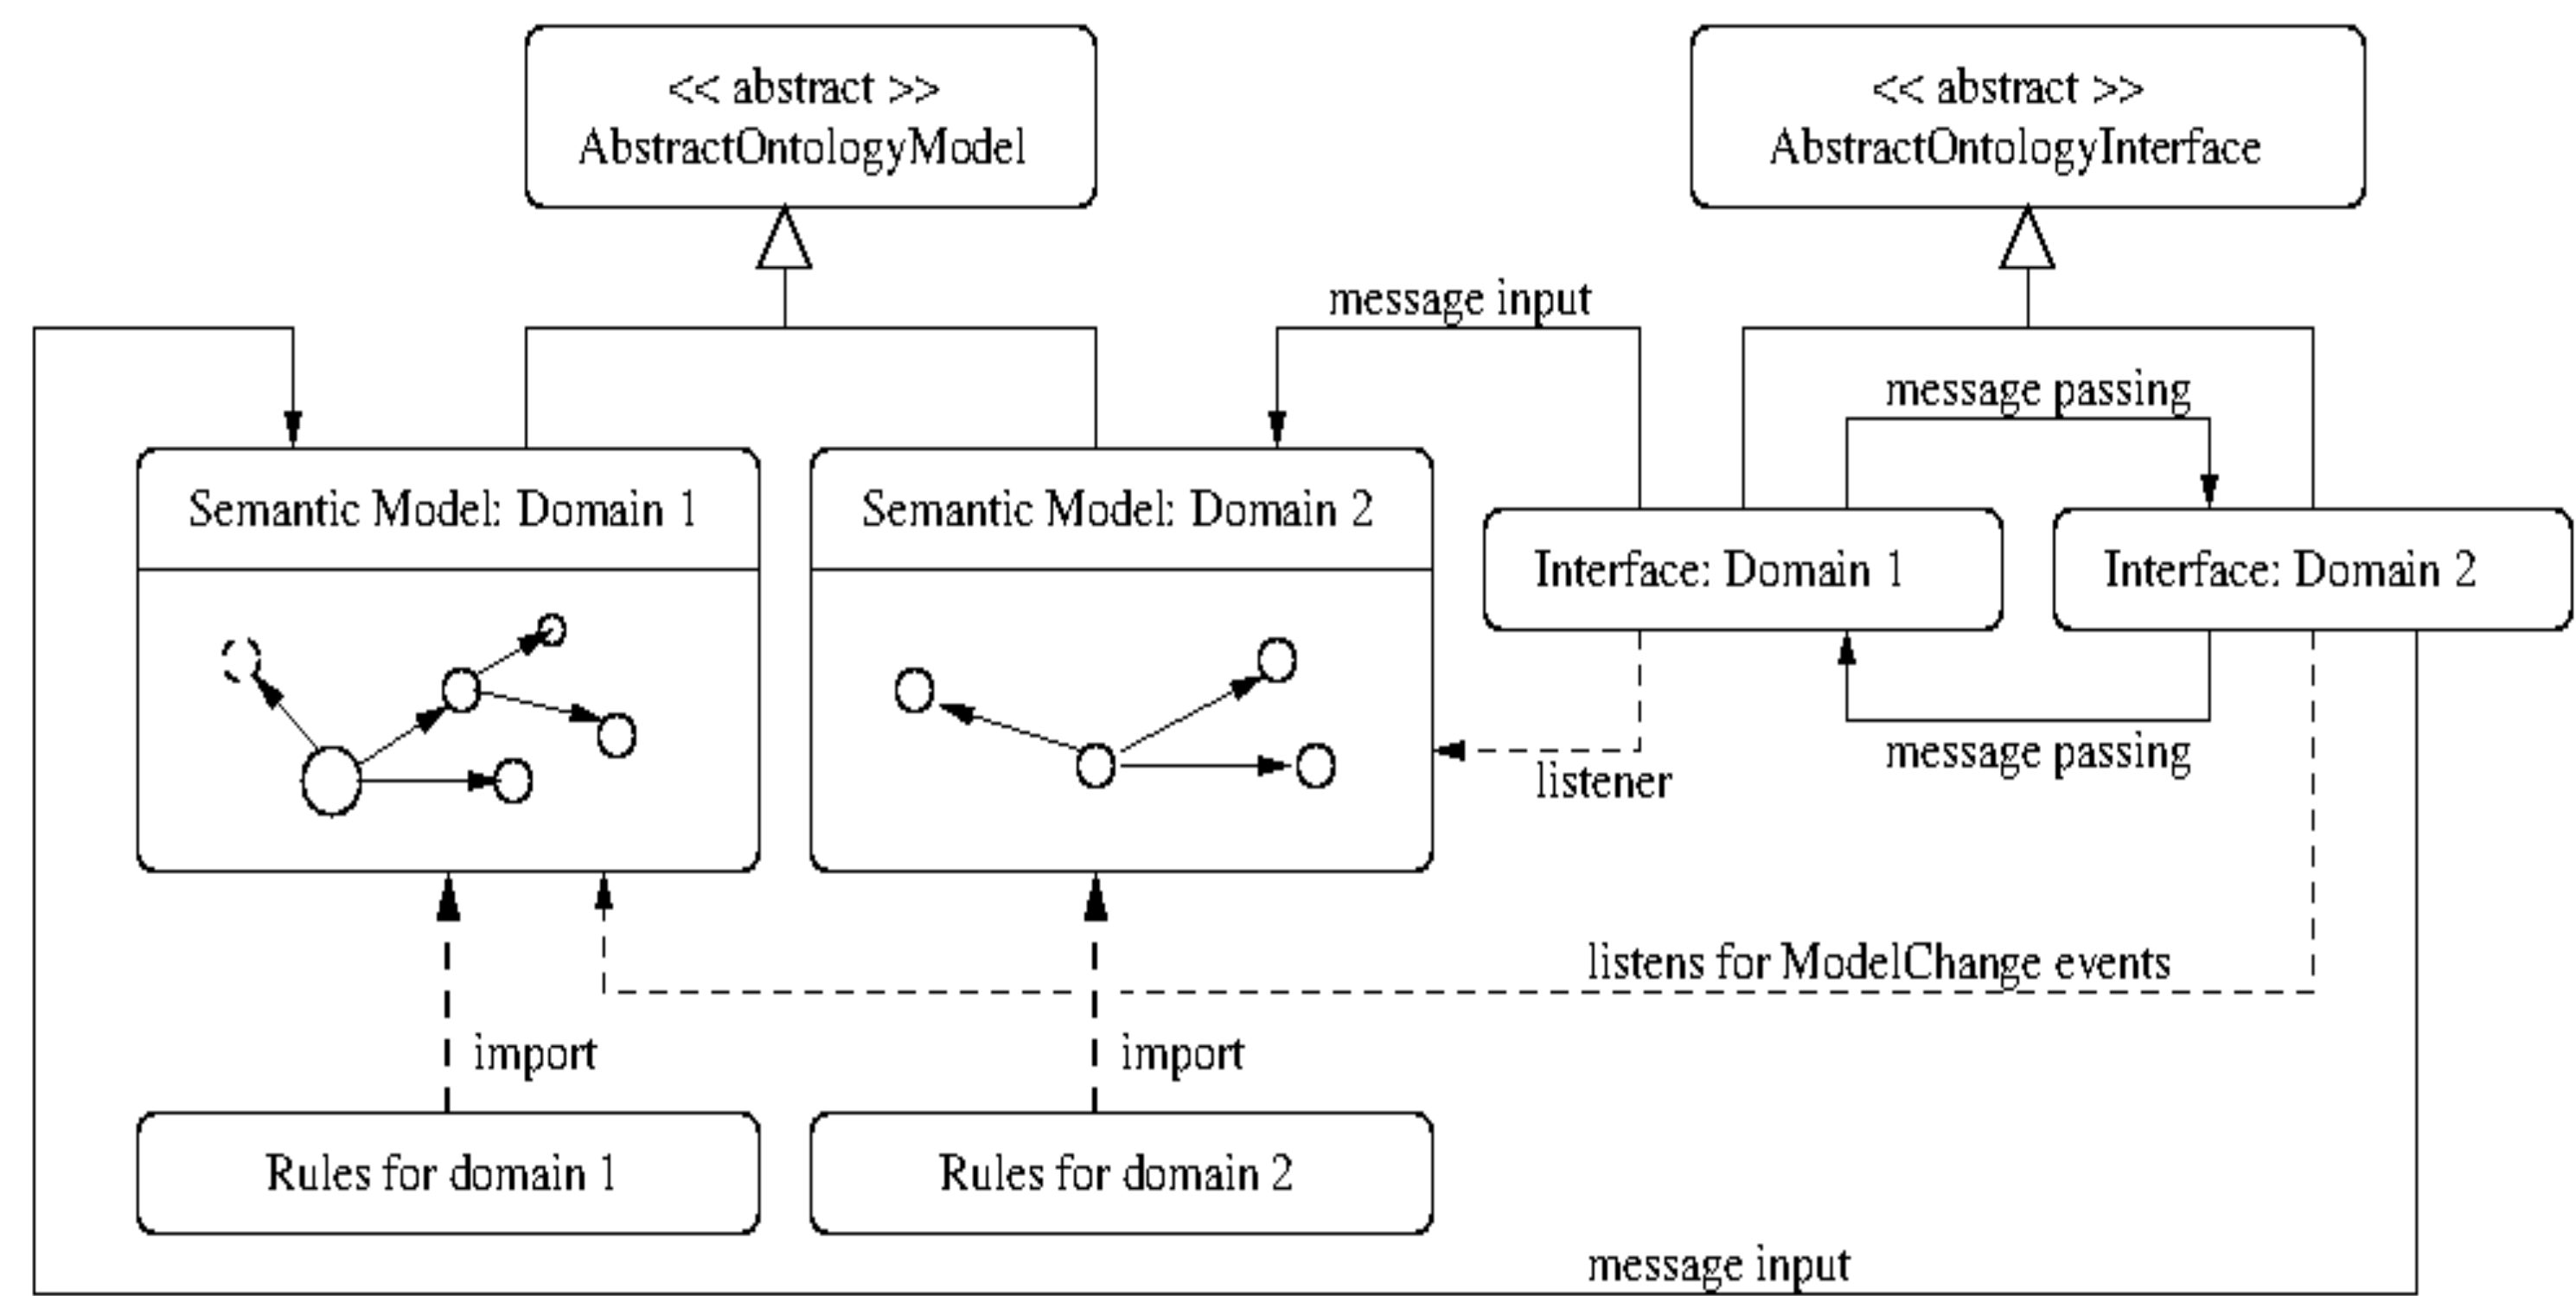 << abstract >>
AbstractOntologyModel
<< abstract >>
AbstractOntologyInterface
message input
message passing
Semantic Model: Domain 1
Semantic Model: Domain 2
Interface: Domain 1
Interface: Domain 2
message passing
listener
listens for ModelChange events
import
import
Rules for domain 1
Rules for domain 2
message input